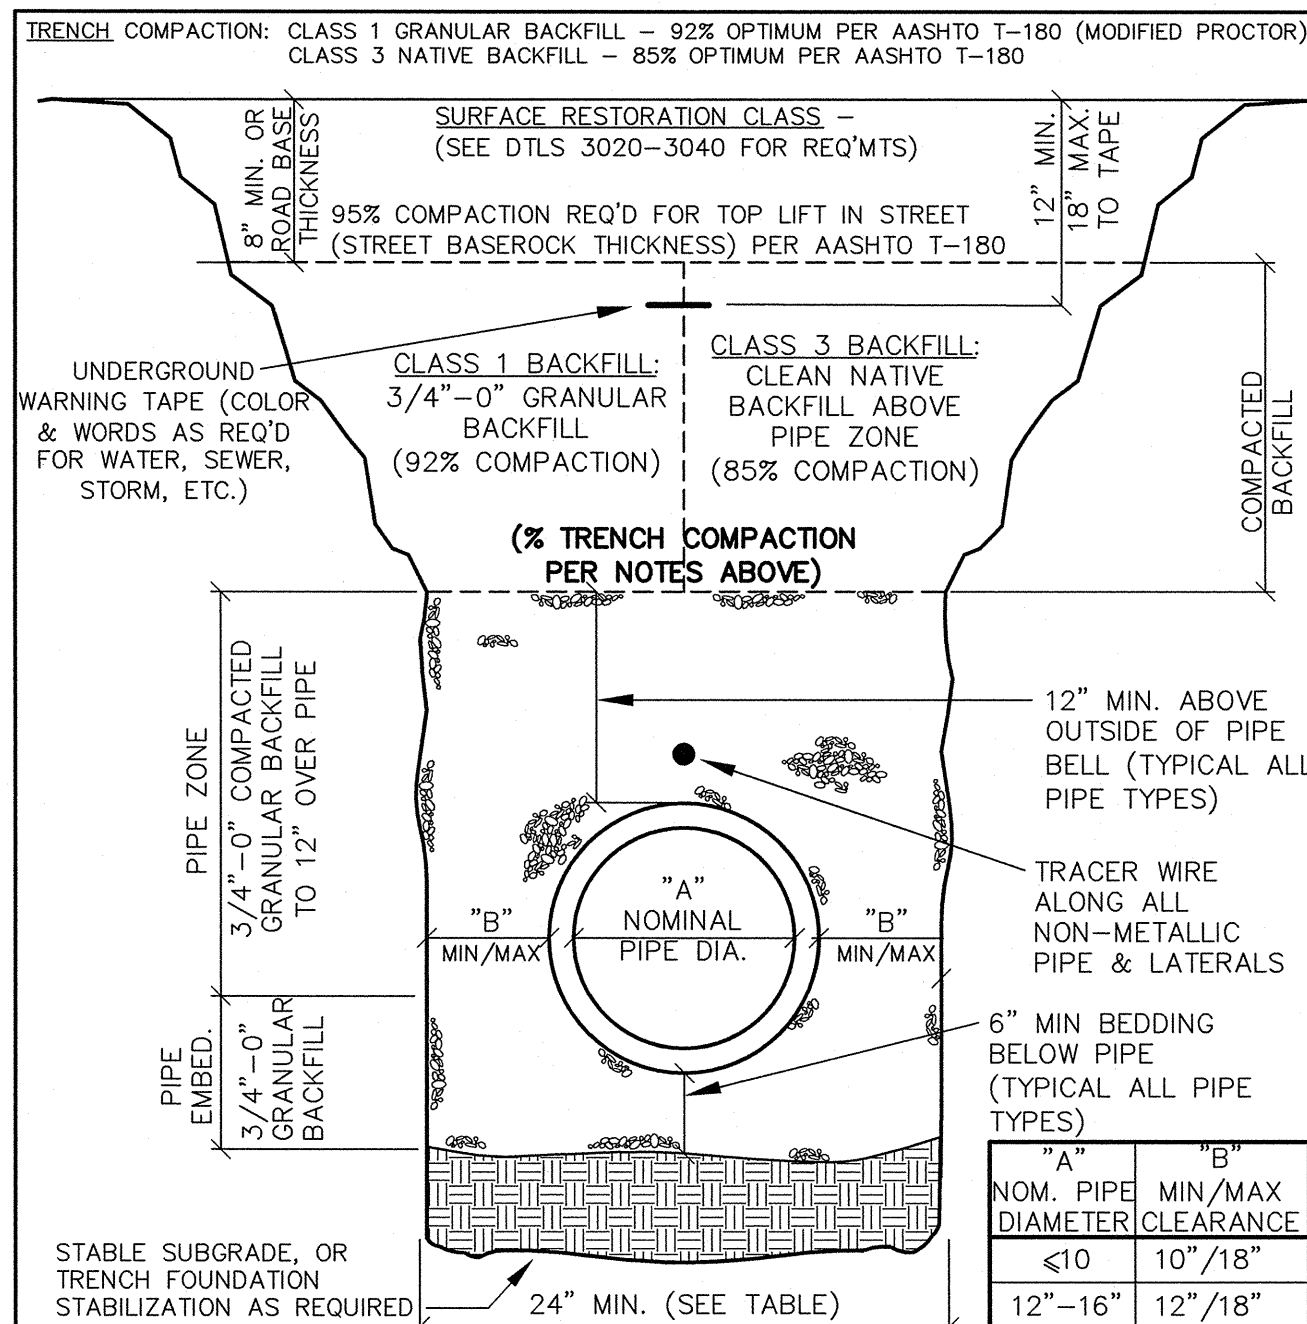 TRENCH COMPACTION: CLASS 1 GRANULAR BACKFILL – 92% OPTIMUM PER AASHTO T–180 (MODIFIED PROCTOR)
CLASS 3 NATIVE BACKFILL – 85% OPTIMUM PER AASHTO T–180
8" MIN. OR
ROAD BASE
THICKNESS
SURFACE RESTORATION CLASS –
(SEE DTLS 3020–3040 FOR REQ'MTS)
12" MIN.
18" MAX.
TO TAPE
95% COMPACTION REQ'D FOR TOP LIFT IN STREET
(STREET BASEROCK THICKNESS) PER AASHTO T–180
UNDERGROUND
WARNING TAPE (COLOR
& WORDS AS REQ'D
FOR WATER, SEWER,
STORM, ETC.)
CLASS 1 BACKFILL:
3/4"–0" GRANULAR
BACKFILL
(92% COMPACTION)
CLASS 3 BACKFILL:
CLEAN NATIVE
BACKFILL ABOVE
PIPE ZONE
(85% COMPACTION)
COMPACTED
BACKFILL
(% TRENCH COMPACTION
PER NOTES ABOVE)
PIPE ZONE
3/4"–0" COMPACTED
GRANULAR BACKFILL
TO 12" OVER PIPE
12" MIN. ABOVE
OUTSIDE OF PIPE
BELL (TYPICAL ALL
PIPE TYPES)
TRACER WIRE
ALONG ALL
NON–METALLIC
PIPE & LATERALS
"B"
MIN/MAX
"A"
NOMINAL
PIPE DIA.
"B"
MIN/MAX
PIPE
EMBED.
3/4"–0"
GRANULAR
BACKFILL
6" MIN BEDDING
BELOW PIPE
(TYPICAL ALL PIPE
TYPES)
STABLE SUBGRADE, OR
TRENCH FOUNDATION
STABILIZATION AS REQUIRED
24" MIN. (SEE TABLE)
"A" "B"
NOM. PIPE MIN/MAX
DIAMETER CLEARANCE
⩽10 10"/18"
12"–16" 12"/18"